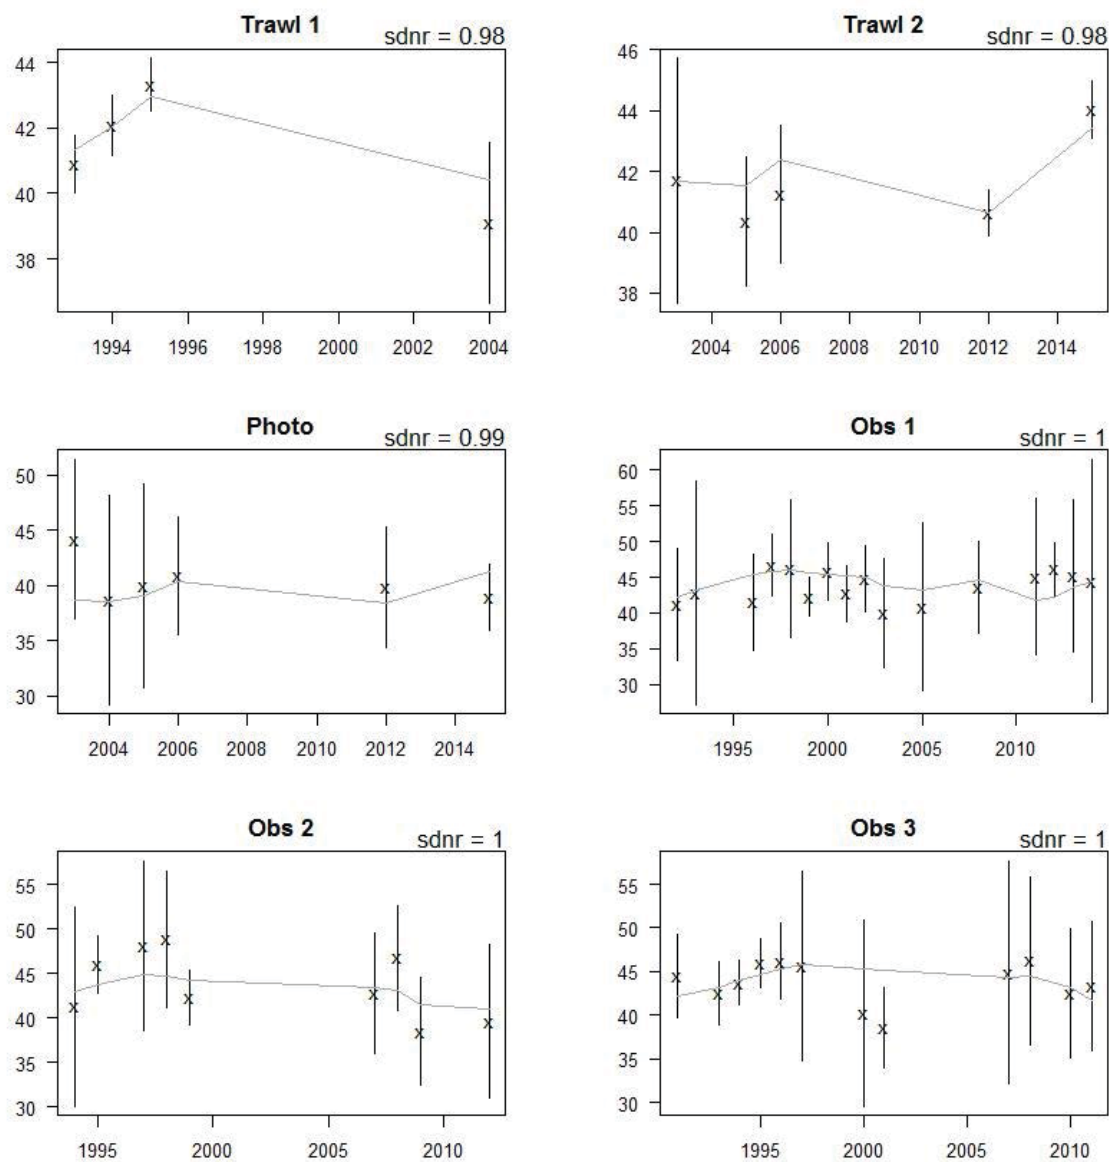 Trawl 1
sdnr = 0.98
44
42
40
38
1994 1996 1998 2000 2002 2004
Trawl 2
sdnr = 0.98
46
44
42
40
38
2004 2006 2008 2010 2012 2014
Photo
sdnr = 0.99
50
45
40
35
30
2004 2006 2008 2010 2012 2014
Obs 1
sdnr = 1
60
55
50
45
40
35
30
1995 2000 2005 2010
Obs 2
sdnr = 1
55
50
45
40
35
30
1995 2000 2005 2010
Obs 3
sdnr = 1
55
50
45
40
35
30
1995 2000 2005 2010